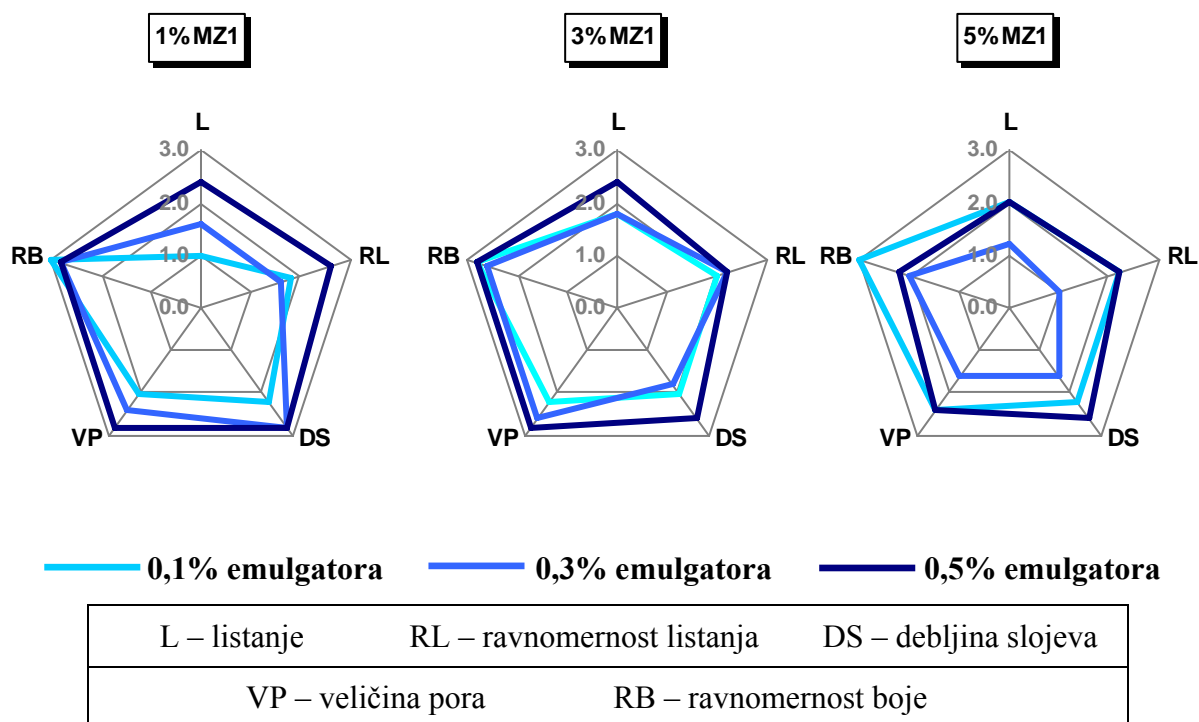 1% MZ1 3% MZ1 5% MZ1
L L L
3.0 3.0 3.0
2.0 2.0 2.0
RB 1.0 RL RB 1.0 RL RB 1.0 RL
0.0 0.0 0.0
VP DS VP DS VP DS
0,1% emulgatora 0,3% emulgatora 0,5% emulgatora
L – listanje RL – ravnomernost listanja DS – debljina slojeva
VP – veličina pora RB – ravnomernost boje